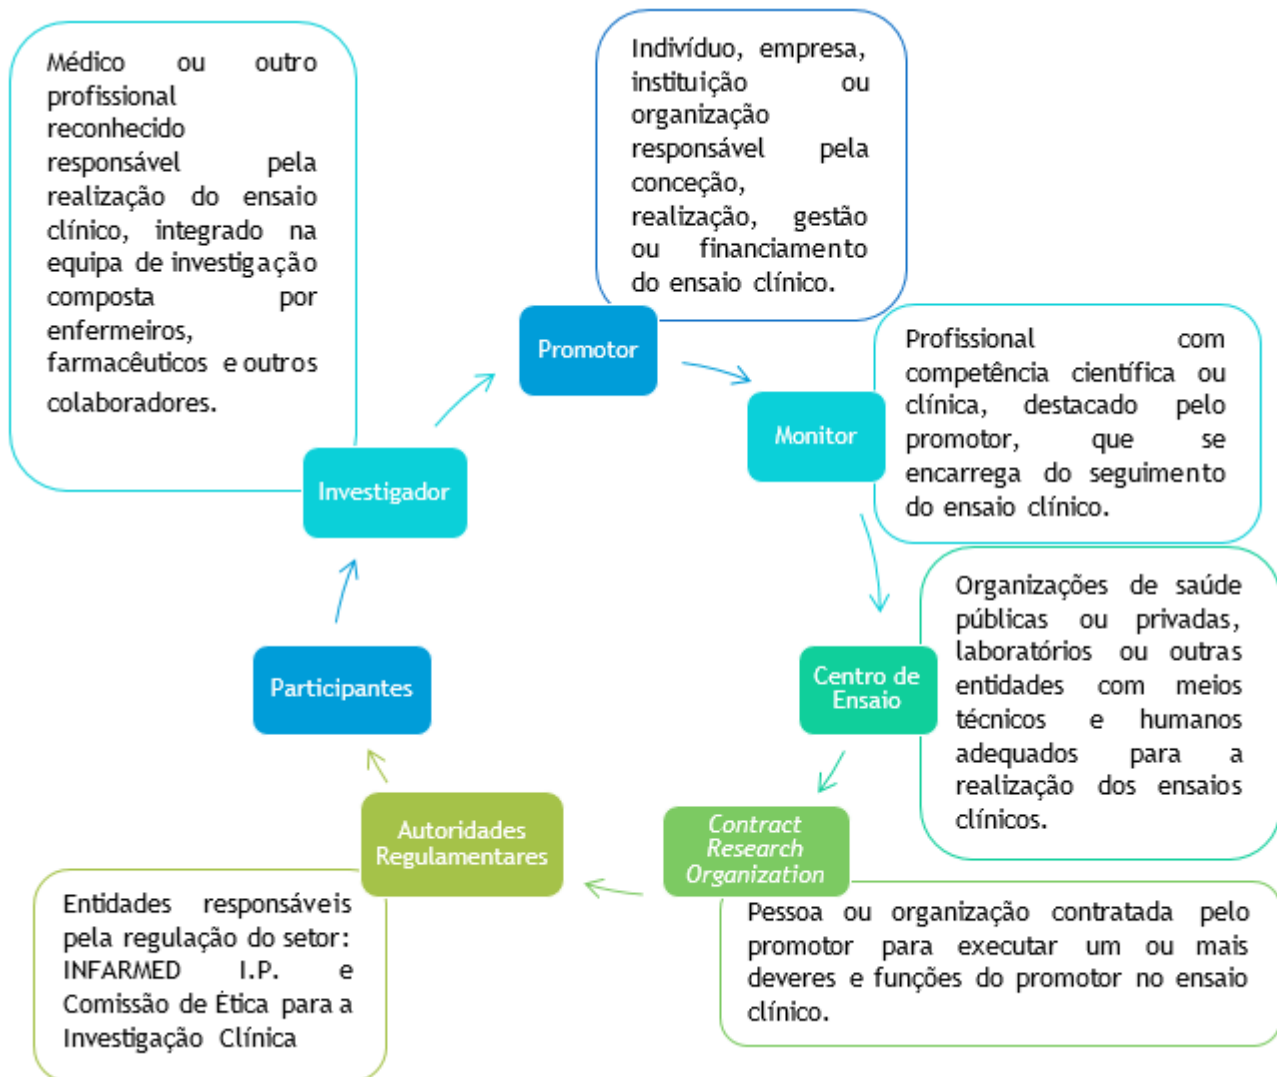 Médico ou outro
profissional
reconhecido
responsável pela
realização do ensaio
clínico, integrado na
equipa de investigação
composta por
enfermeiros,
farmacêuticos e outros
colaboradores.
Investigador
Indivíduo, empresa,
instituição ou
organização
responsável pela
conceção,
realização, gestão
ou financiamento
do ensaio clínico.
Promotor
Profissional com
competência científica ou
clínica, destacado pelo
promotor, que se
encarrega do seguimento
do ensaio clínico.
Monitor
Organizações de saúde
públicas ou privadas,
laboratórios ou outras
entidades com meios
técnicos e humanos
adequados para a
realização dos ensaios
clínicos.
Centro de
Ensaio
Contract
Research
Organization
Pessoa ou organização contratada pelo
promotor para executar um ou mais
deveres e funções do promotor no ensaio
clínico.
Autoridades
Regulamentares
Entidades responsáveis
pela regulação do setor:
INFARMED I.P. e
Comissão de Ética para a
Investigação Clínica
Participantes